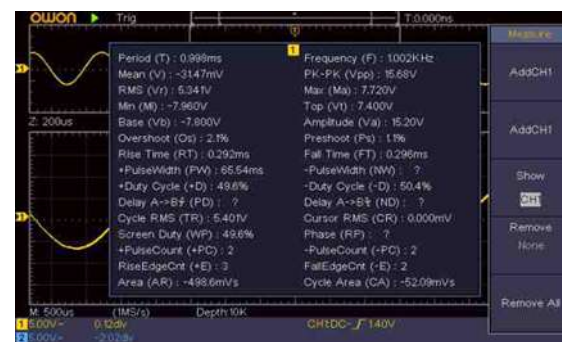 OWON Trig T:0.000ns
Measure
1
Period (T) : 0.998ms Frequency (F) : 1.002KHz
Mean (V) : -31.47mV PK-PK (Vpp) : 15.68V
RMS (Vr) : 5.341V Max (Ma) : 7.720V
Min (Mi) : -7.960V Top (Vt) : 7.400V
Base (Vb) : -7.800V Amplitude (Va) : 15.20V
Overshoot (Os) : 2.1% Preshoot (Ps) : 1.1%
Rise Time (RT) : 0.292ms Fall Time (FT) : 0.296ms
+PulseWidth (PW) : 65.54ms -PulseWidth (NW) : ?
+Duty Cycle (+D) : 49.6% -Duty Cycle (-D) : 50.4%
Delay A->B (PD) : ? Delay A->B (ND) : ?
Cycle RMS (TR) : 5.401V Cursor RMS (CR) : 0.000mV
Screen Duty (WP) : 49.6% Phase (RP) : ?
+PulseCount (+PC) : 2 -PulseCount (-PC) : 2
RiseEdgeCnt (+E) : 3 FallEdgeCnt (-E) : 2
Area (AR) : -498.6mVs Cycle Area (CA) : -52.09mVs
Z: 200us
AddCH1
AddCH1
Show
CH1
Remove
None
Remove All
M: 500us (1MS/s) Depth:10K
1 5.00V~ 0.12div CH1:DC- 1.40V
2 5.00V~ -2.02div